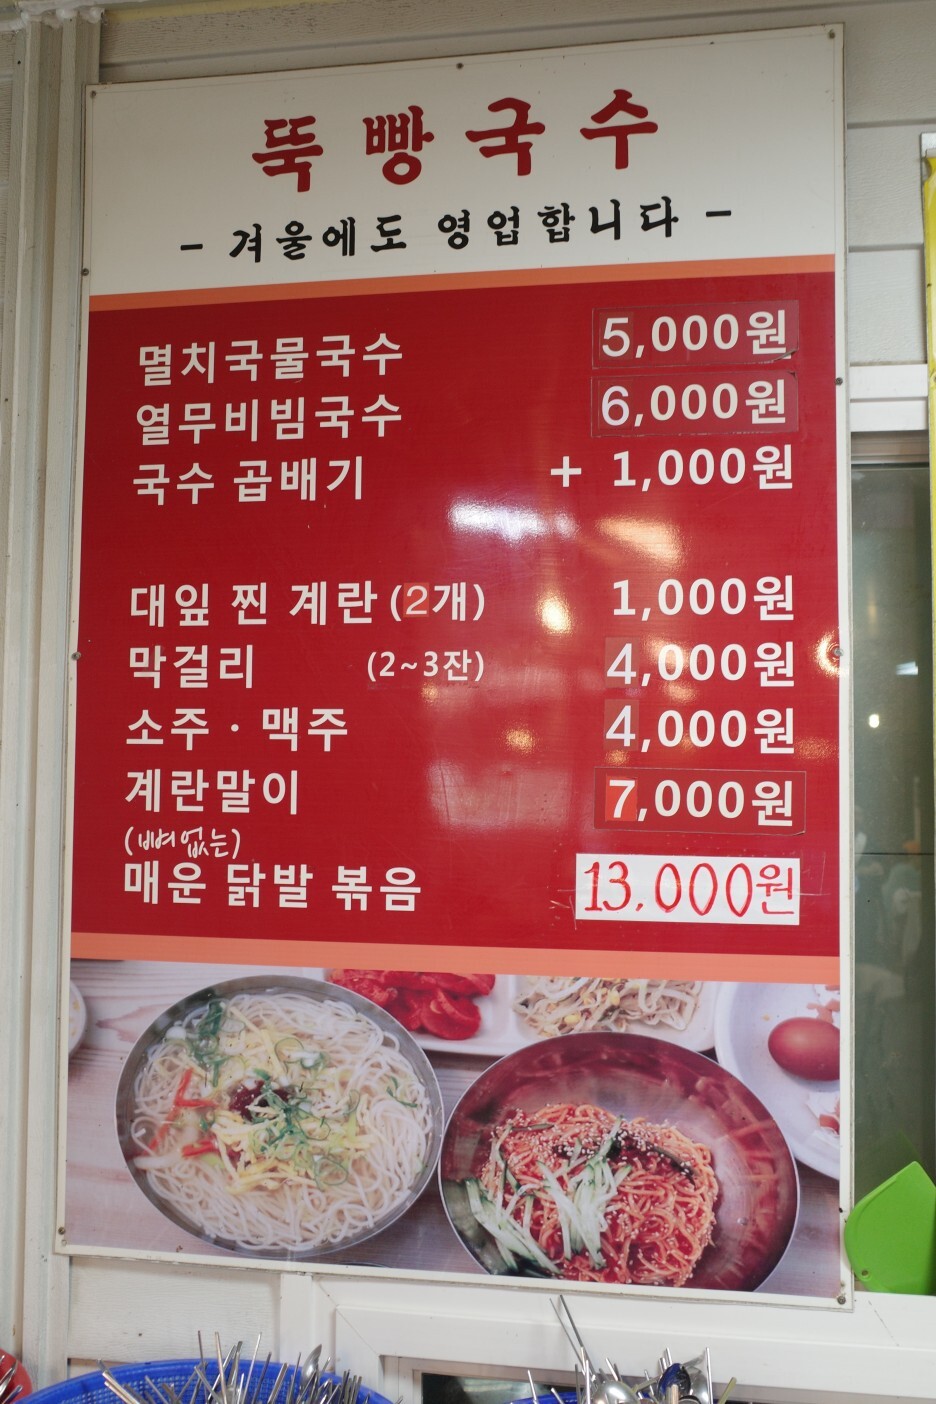 뚝빵국수
- 겨울에도 영업합니다 -
멸치국물국수 5,000원
열무비빔국수 6,000원
국수 곱배기 + 1,000원
대잎 찐 계란 (2개) 1,000원
막걸리 (2~3잔) 4,000원
소주 · 맥주 4,000원
계란말이 7,000원
(뼈없는)
매운 닭발 볶음 13,000원